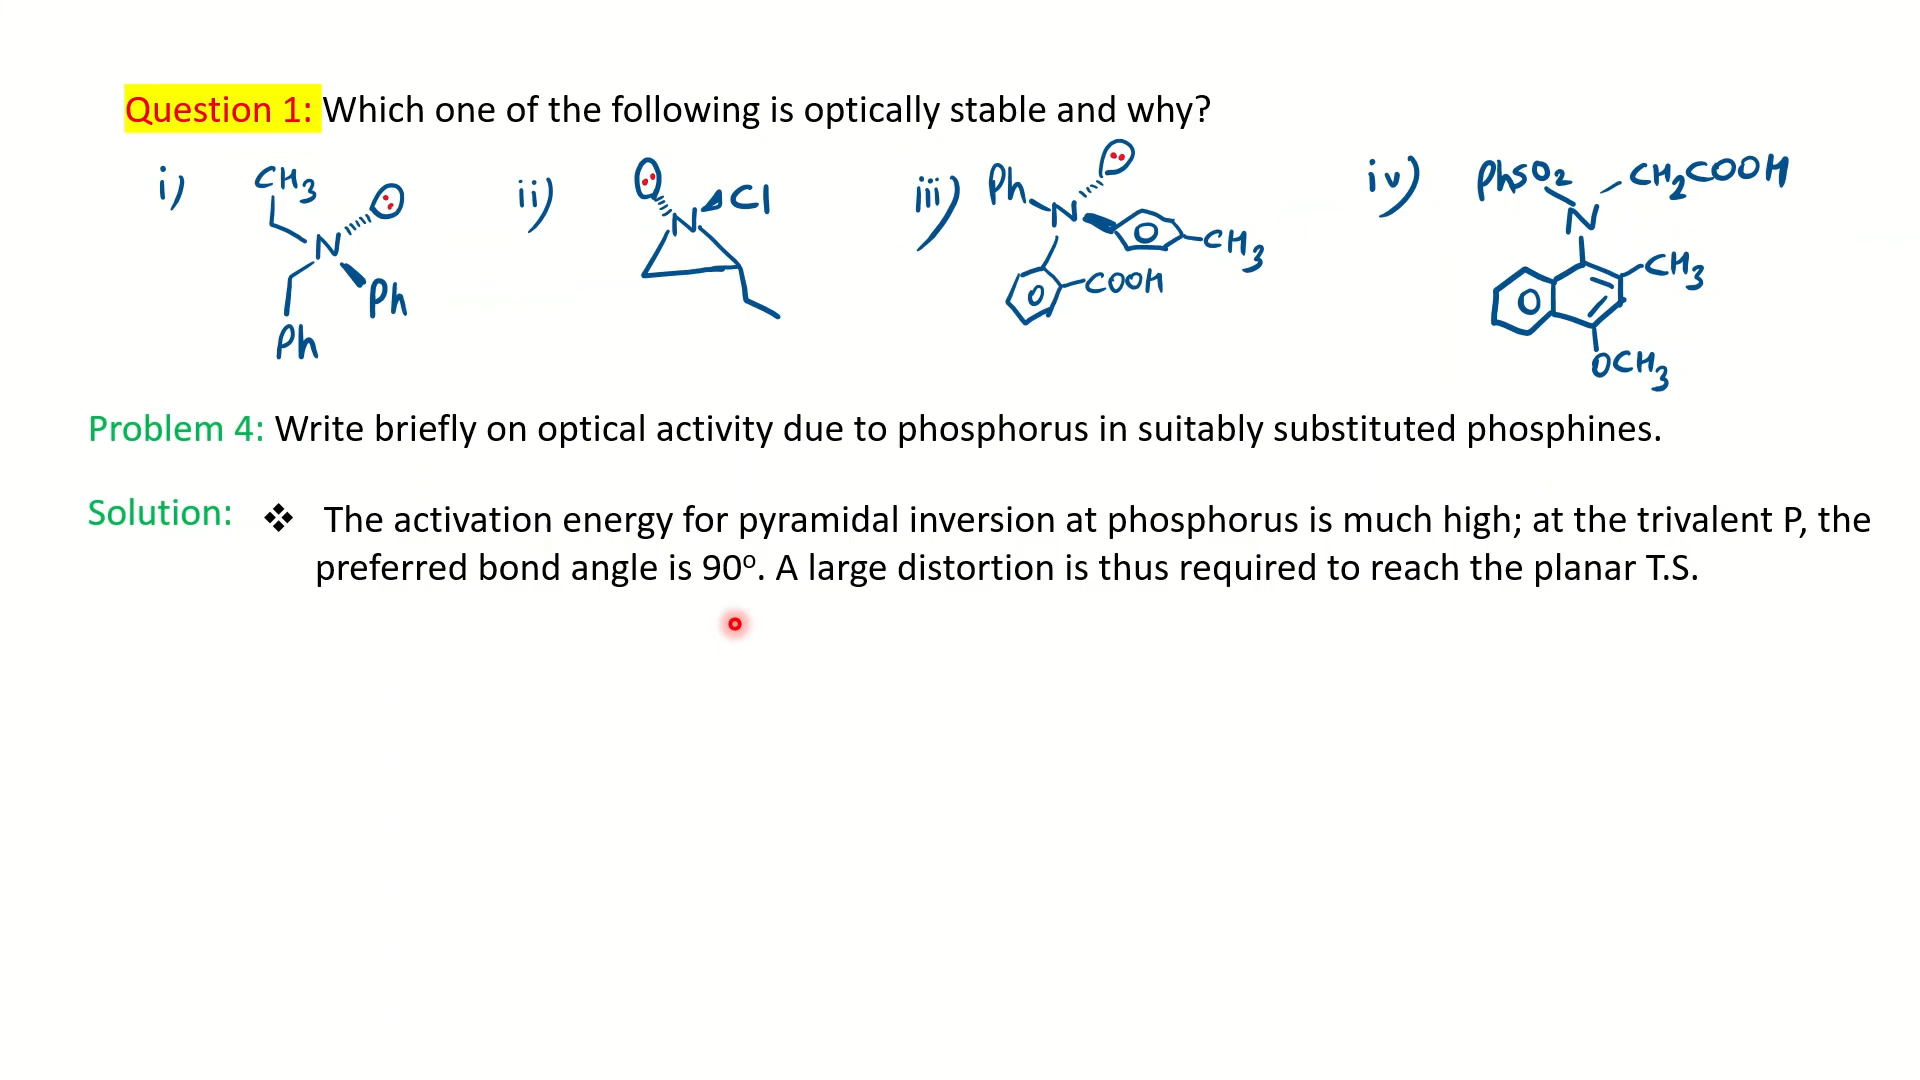 Question 1: Which one of the following is optically stable and why?
i) CH3 N Ph Ph
ii) N Cl
iii) Ph N CH3 COOH
iv) PhSO2 N CH2COOH CH3 OCH3
Problem 4: Write briefly on optical activity due to phosphorus in suitably substituted phosphines.
Solution: ❖ The activation energy for pyramidal inversion at phosphorus is much high; at the trivalent P, the
preferred bond angle is 90º. A large distortion is thus required to reach the planar T.S.